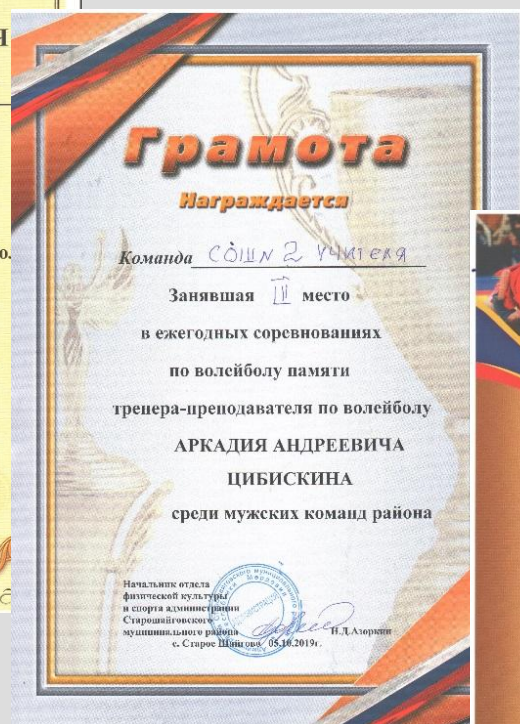 Я
о.
Грамота
Награждается
Команда СОШN 2 УЧИТЕЛЯ
Занявшая III место
в ежегодных соревнованиях
по волейболу памяти
тренера-преподавателя по волейболу
АРКАДИЯ АНДРЕЕВИЧА
ЦИБИСКИНА
среди мужских команд района
Начальник отдела
физической культуры
и спорта администрации
Старошайговского
муниципального района Н.Д.Азоркин
с. Старое Шайгово 05.10.2019г.